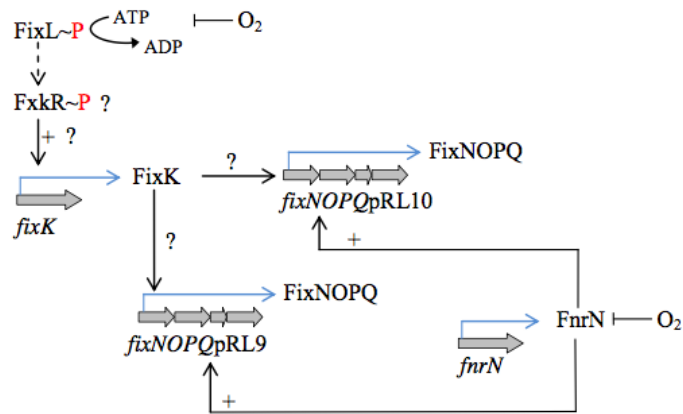 FixL~P
ATP
ADP
O₂
FxkR~P ?
+ ?
FixK
fixK
?
FixNOPQ
fixNOPQpRL10
+
?
FixNOPQ
fixNOPQpRL9
FnrN
O₂
fnrN
+